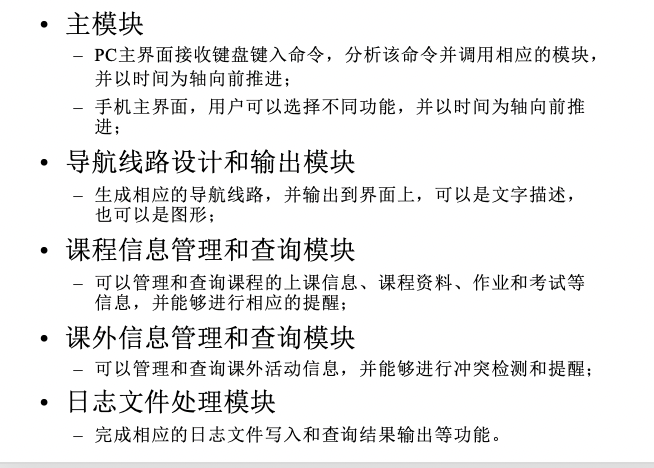 • 主模块
– PC主界面接收键盘键入命令，分析该命令并调用相应的模块，
并以时间为轴向前推进；
– 手机主界面，用户可以选择不同功能，并以时间为轴向前推
进；
• 导航线路设计和输出模块
– 生成相应的导航线路，并输出到界面上，可以是文字描述，
也可以是图形；
• 课程信息管理和查询模块
– 可以管理和查询课程的上课信息、课程资料、作业和考试等
信息，并能够进行相应的提醒；
• 课外信息管理和查询模块
– 可以管理和查询课外活动信息，并能够进行冲突检测和提醒；
• 日志文件处理模块
– 完成相应的日志文件写入和查询结果输出等功能。